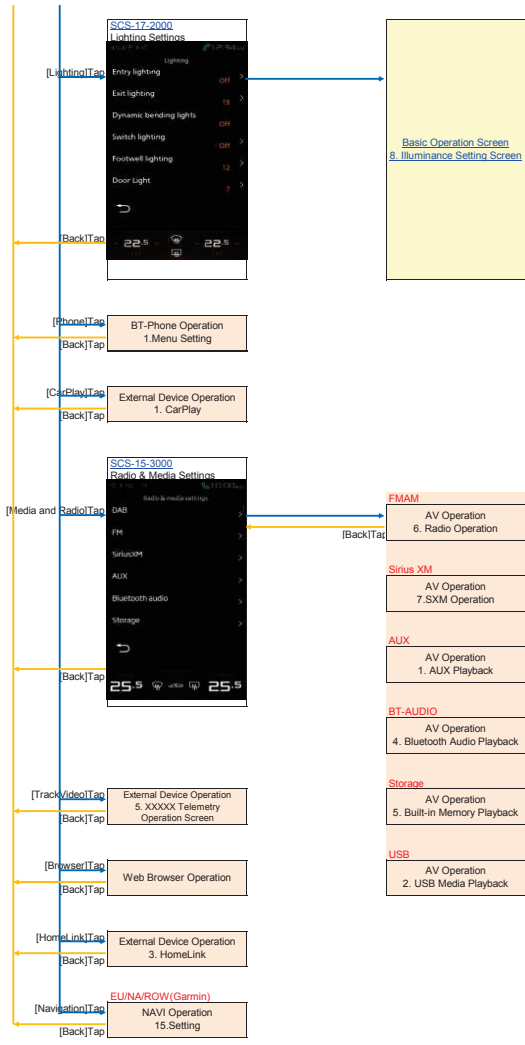 SCS-17-2000
Lighting Settings
Lighting
[Lighting]Tap
Entry lighting
Off
Exit lighting
15
Dynamic bending lights
Off
Switch lighting
Off
Footwell lighting
12
Door Light
7
Basic Operation Screen
8. Illuminance Setting Screen
[Back]Tap
22.5
22.5
[Phone]Tap
BT-Phone Operation
1.Menu Setting
[Back]Tap
[CarPlay]Tap
External Device Operation
1. CarPlay
[Back]Tap
SCS-15-3000
Radio & Media Settings
Radio & media settings
[Media and Radio]Tap
DAB
FM
SiriusXM
AUX
Bluetooth audio
Storage
[Back]Tap
25.5
25.5
[Back]Tap
FMAM
AV Operation
6. Radio Operation
Sirius XM
AV Operation
7.SXM Operation
AUX
AV Operation
1. AUX Playback
BT-AUDIO
AV Operation
4. Bluetooth Audio Playback
Storage
AV Operation
5. Built-in Memory Playback
USB
AV Operation
2. USB Media Playback
[TrackVideo]Tap
External Device Operation
5. XXXXX Telemetry
Operation Screen
[Back]Tap
[Browser]Tap
Web Browser Operation
[Back]Tap
[HomeLink]Tap
External Device Operation
3. HomeLink
[Back]Tap
EU/NA/ROW(Garmin)
[Navigation]Tap
NAVI Operation
15.Setting
[Back]Tap